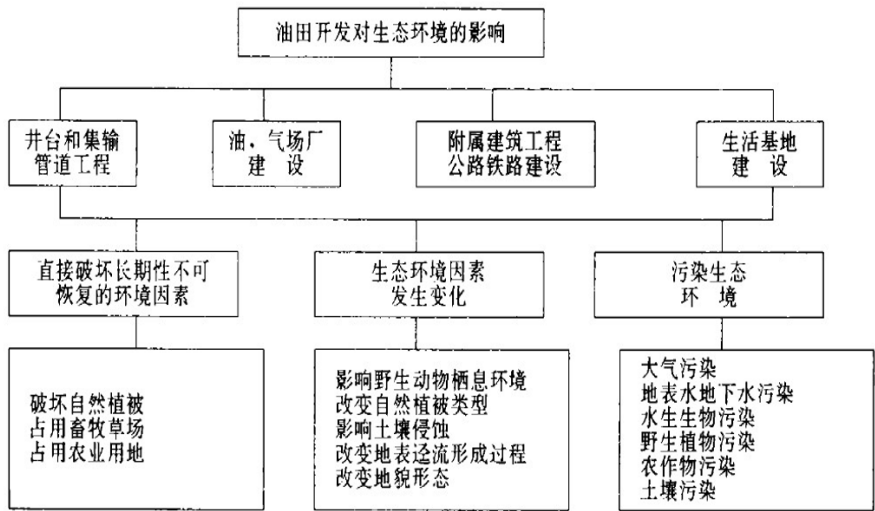 油田开发对生态环境的影响
井台和集输
管道工程
油、气场厂
建 设
附属建筑工程
公路铁路建设
生活基地
建 设
直接破坏长期性不可
恢复的环境因素
生态环境因素
发生变化
污染生态
环 境
破坏自然植被
占用畜牧草场
占用农业用地
影响野生动物栖息环境
改变自然植被类型
影响土壤侵蚀
改变地表迳流形成过程
改变地貌形态
大气污染
地表水地下水污染
水生生物污染
野生植物污染
农作物污染
土壤污染